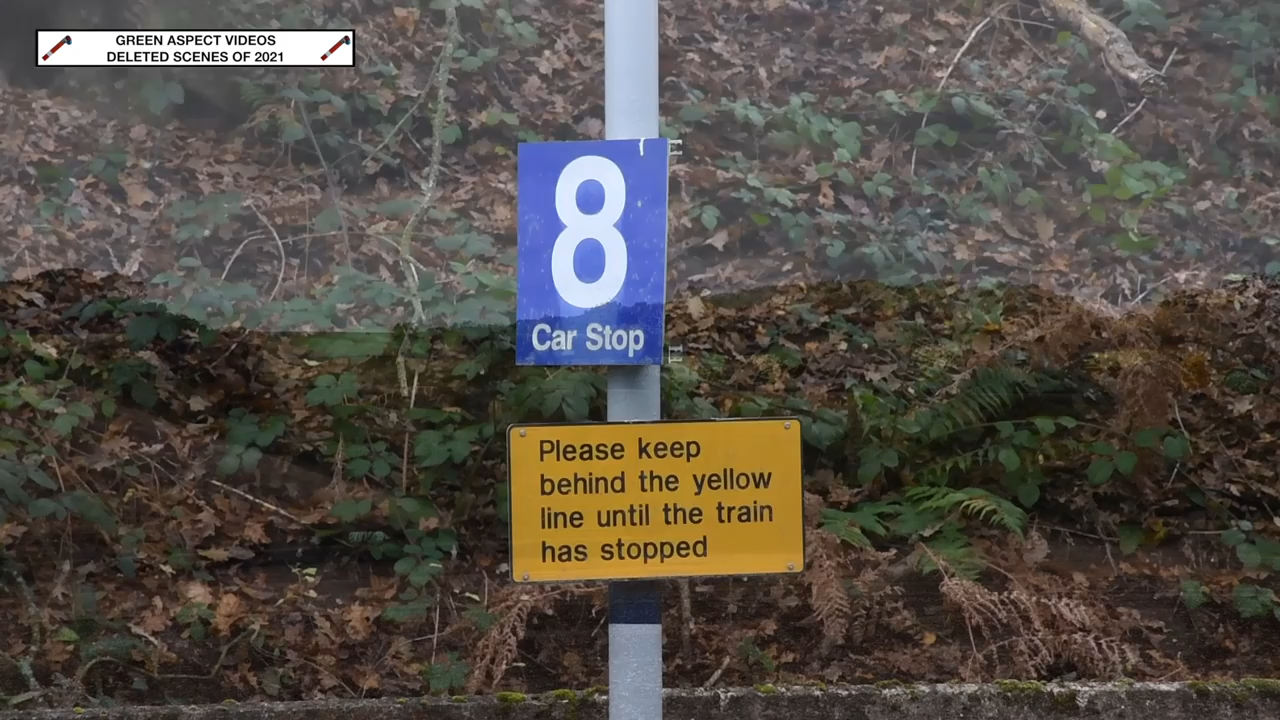 GREEN ASPECT VIDEOS
DELETED SCENES OF 2021
8
Car Stop
Please keep
behind the yellow
line until the train
has stopped